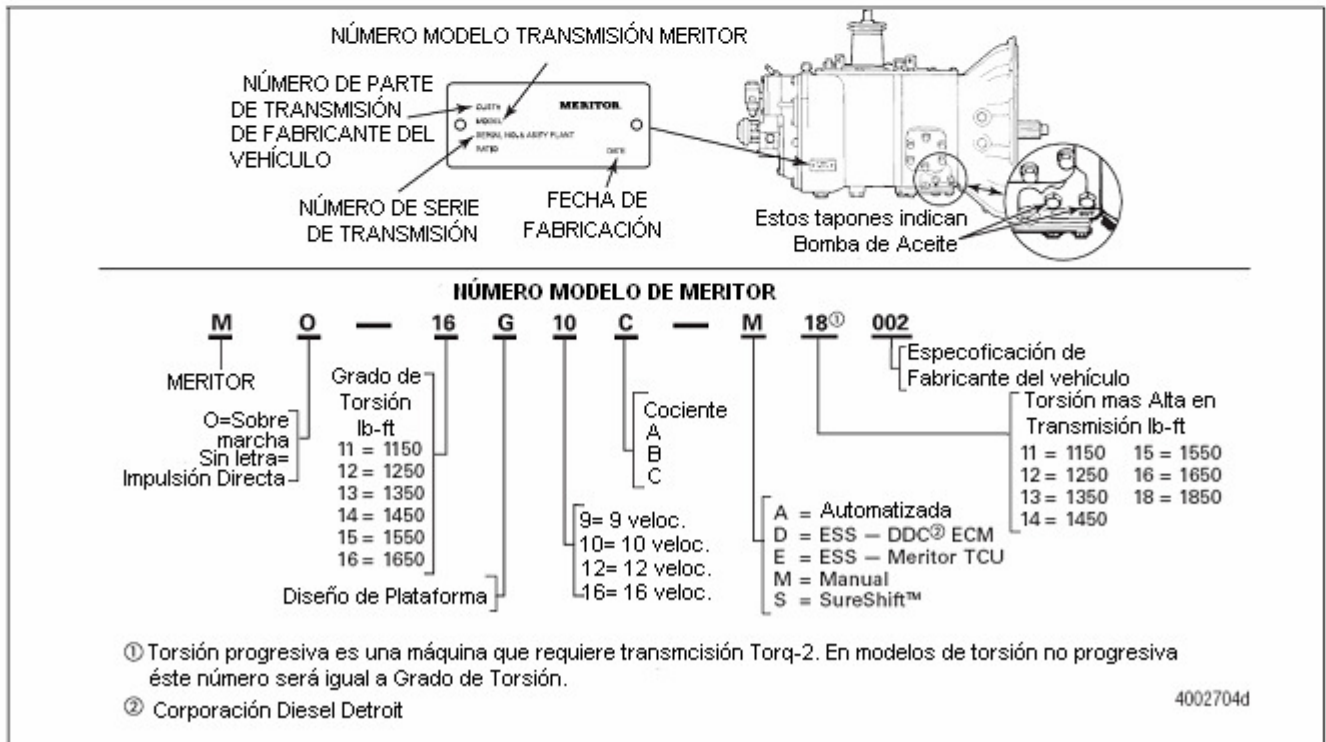 NÚMERO MODELO TRANSMISIÓN MERITOR
NÚMERO DE PARTE
DE TRANSMISIÓN
DE FABRICANTE DEL
VEHÍCULO
MERITOR
MODEL
SERIAL NO. & ASSY PLANT
RATIO
DATE
NÚMERO DE SERIE
DE TRANSMISIÓN
FECHA DE
FABRICACIÓN
Estos tapones indican
Bomba de Aceite
NÚMERO MODELO DE MERITOR
M O — 16 G 10 C — M 18① 002
MERITOR
O=Sobre
marcha
Sin letra=
Impulsión Directa
Grado de
Torsión
lb-ft
11 = 1150
12 = 1250
13 = 1350
14 = 1450
15 = 1550
16 = 1650
Diseño de Plataforma
9= 9 veloc.
10= 10 veloc.
12= 12 veloc.
16= 16 veloc.
Cociente
A
B
C
A = Automatizada
D = ESS — DDC② ECM
E = ESS — Meritor TCU
M = Manual
S = SureShift™
Especoficación de
Fabricante del vehículo
Torsión mas Alta en
Transmisión lb-ft
11 = 1150 15 = 1550
12 = 1250 16 = 1650
13 = 1350 18 = 1850
14 = 1450
① Torsión progresiva es una máquina que requiere transmcisión Torq-2. En modelos de torsión no progresiva
éste número será igual a Grado de Torsión.
② Corporación Diesel Detroit
4002704d